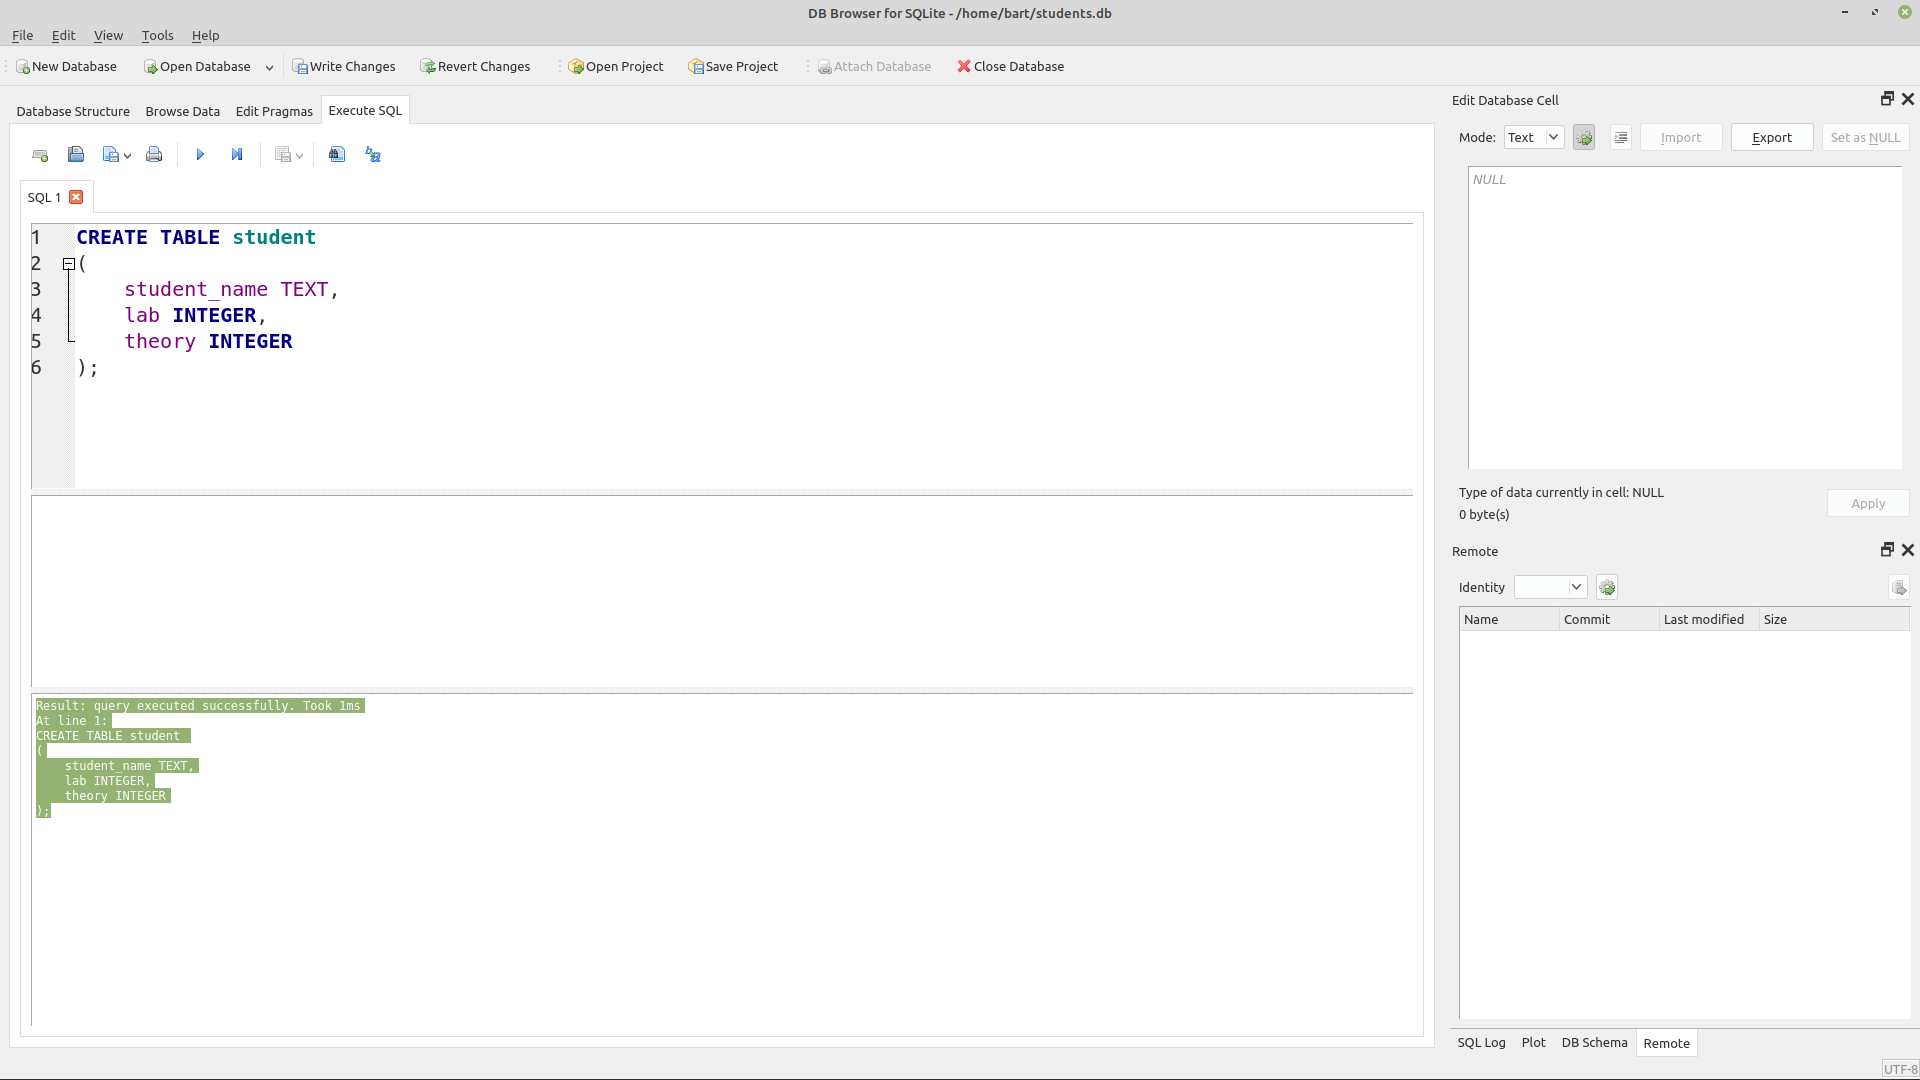 DB Browser for SQLite - /home/bart/students.db
File Edit View Tools Help
New Database Open Database Write Changes Revert Changes Open Project Save Project Attach Database Close Database
Database Structure Browse Data Edit Pragmas Execute SQL
SQL 1
1 CREATE TABLE student
2 (
3 student_name TEXT,
4 lab INTEGER,
5 theory INTEGER
6 );
Result: query executed successfully. Took 1ms
At line 1:
CREATE TABLE student
(
student_name TEXT,
lab INTEGER,
theory INTEGER
);
Edit Database Cell
Mode: Text Import Export Set as NULL
NULL
Type of data currently in cell: NULL
0 byte(s)
Apply
Remote
Identity
Name Commit Last modified Size
SQL Log Plot DB Schema Remote
UTF-8